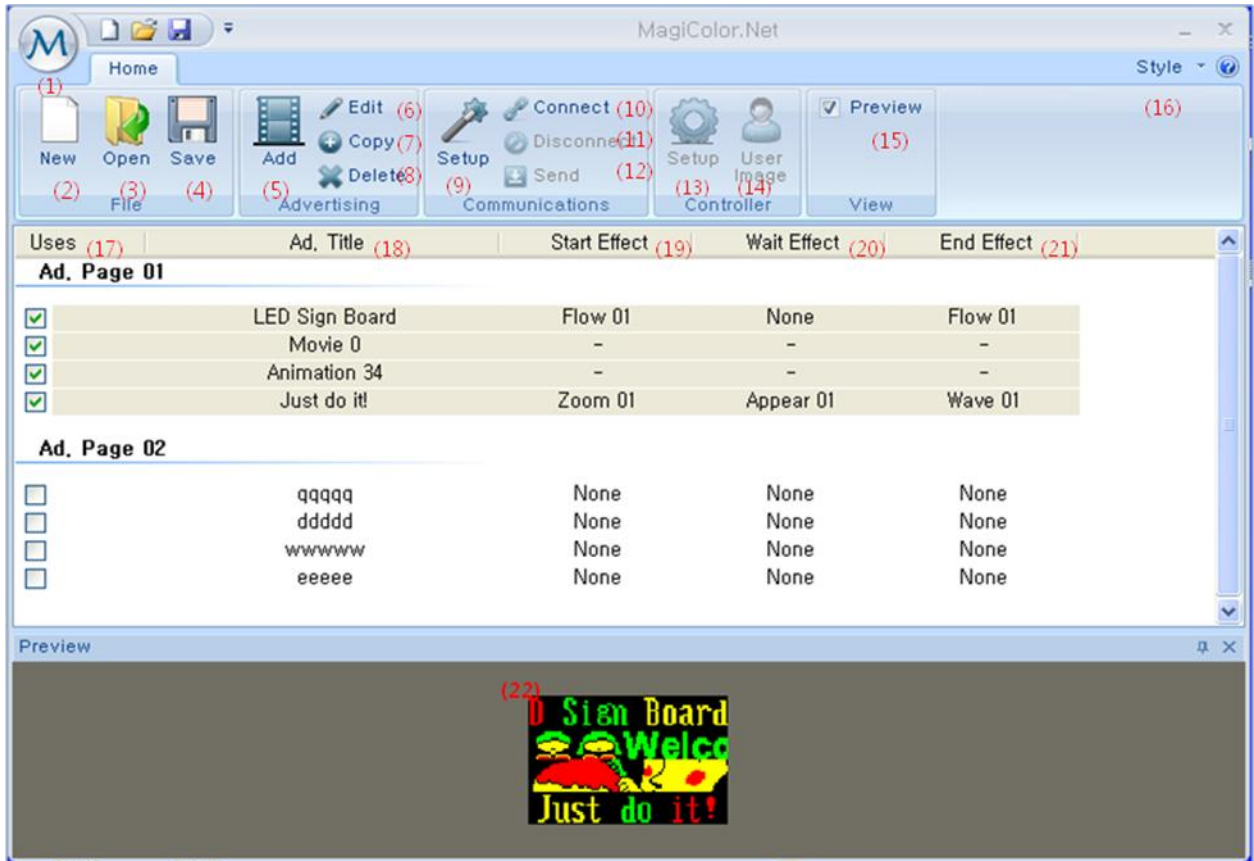 M
MagiColor.Net
Home
Style
(1)
(16)
New
Open
Save
(2)
(3)
(4)
File
Add
(5)
Edit (6)
Copy (7)
Delete (8)
Advertising
Setup
(9)
Connect (10)
Disconnect (11)
Send (12)
Communications
Setup
(13)
User
Image
(14)
Controller
Preview
(15)
View
Uses (17) Ad. Title (18) Start Effect (19) Wait Effect (20) End Effect (21)
Ad. Page 01
LED Sign Board Flow 01 None Flow 01
Movie 0 - - -
Animation 34 - - -
Just do it! Zoom 01 Appear 01 Wave 01
Ad. Page 02
qqqqq None None None
ddddd None None None
wwwww None None None
eeeee None None None
Preview
(22)
D Sign Board
Welco
Just do it!